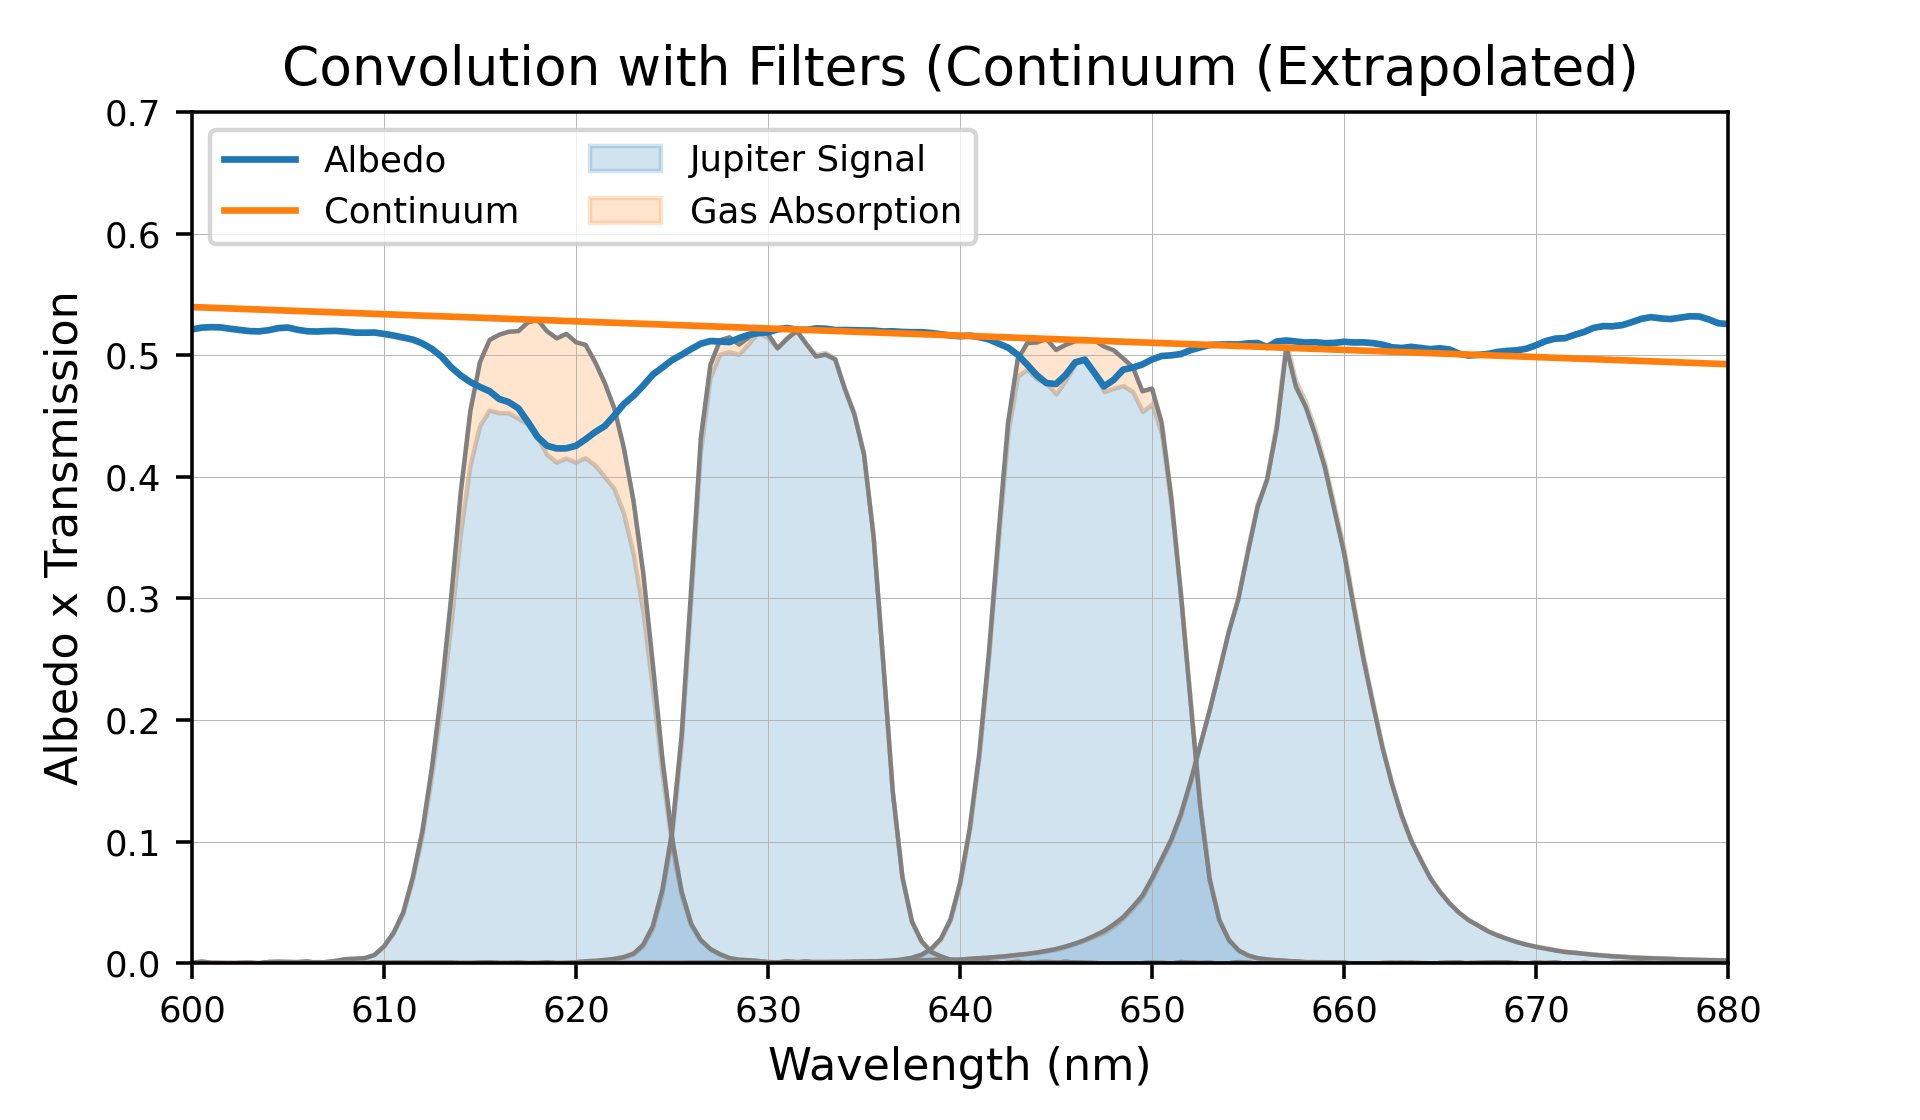 Convolution with Filters (Continuum (Extrapolated)
Albedo
Continuum
Jupiter Signal
Gas Absorption
Albedo x Transmission
0.7
0.6
0.5
0.4
0.3
0.2
0.1
0.0
600 610 620 630 640 650 660 670 680
Wavelength (nm)